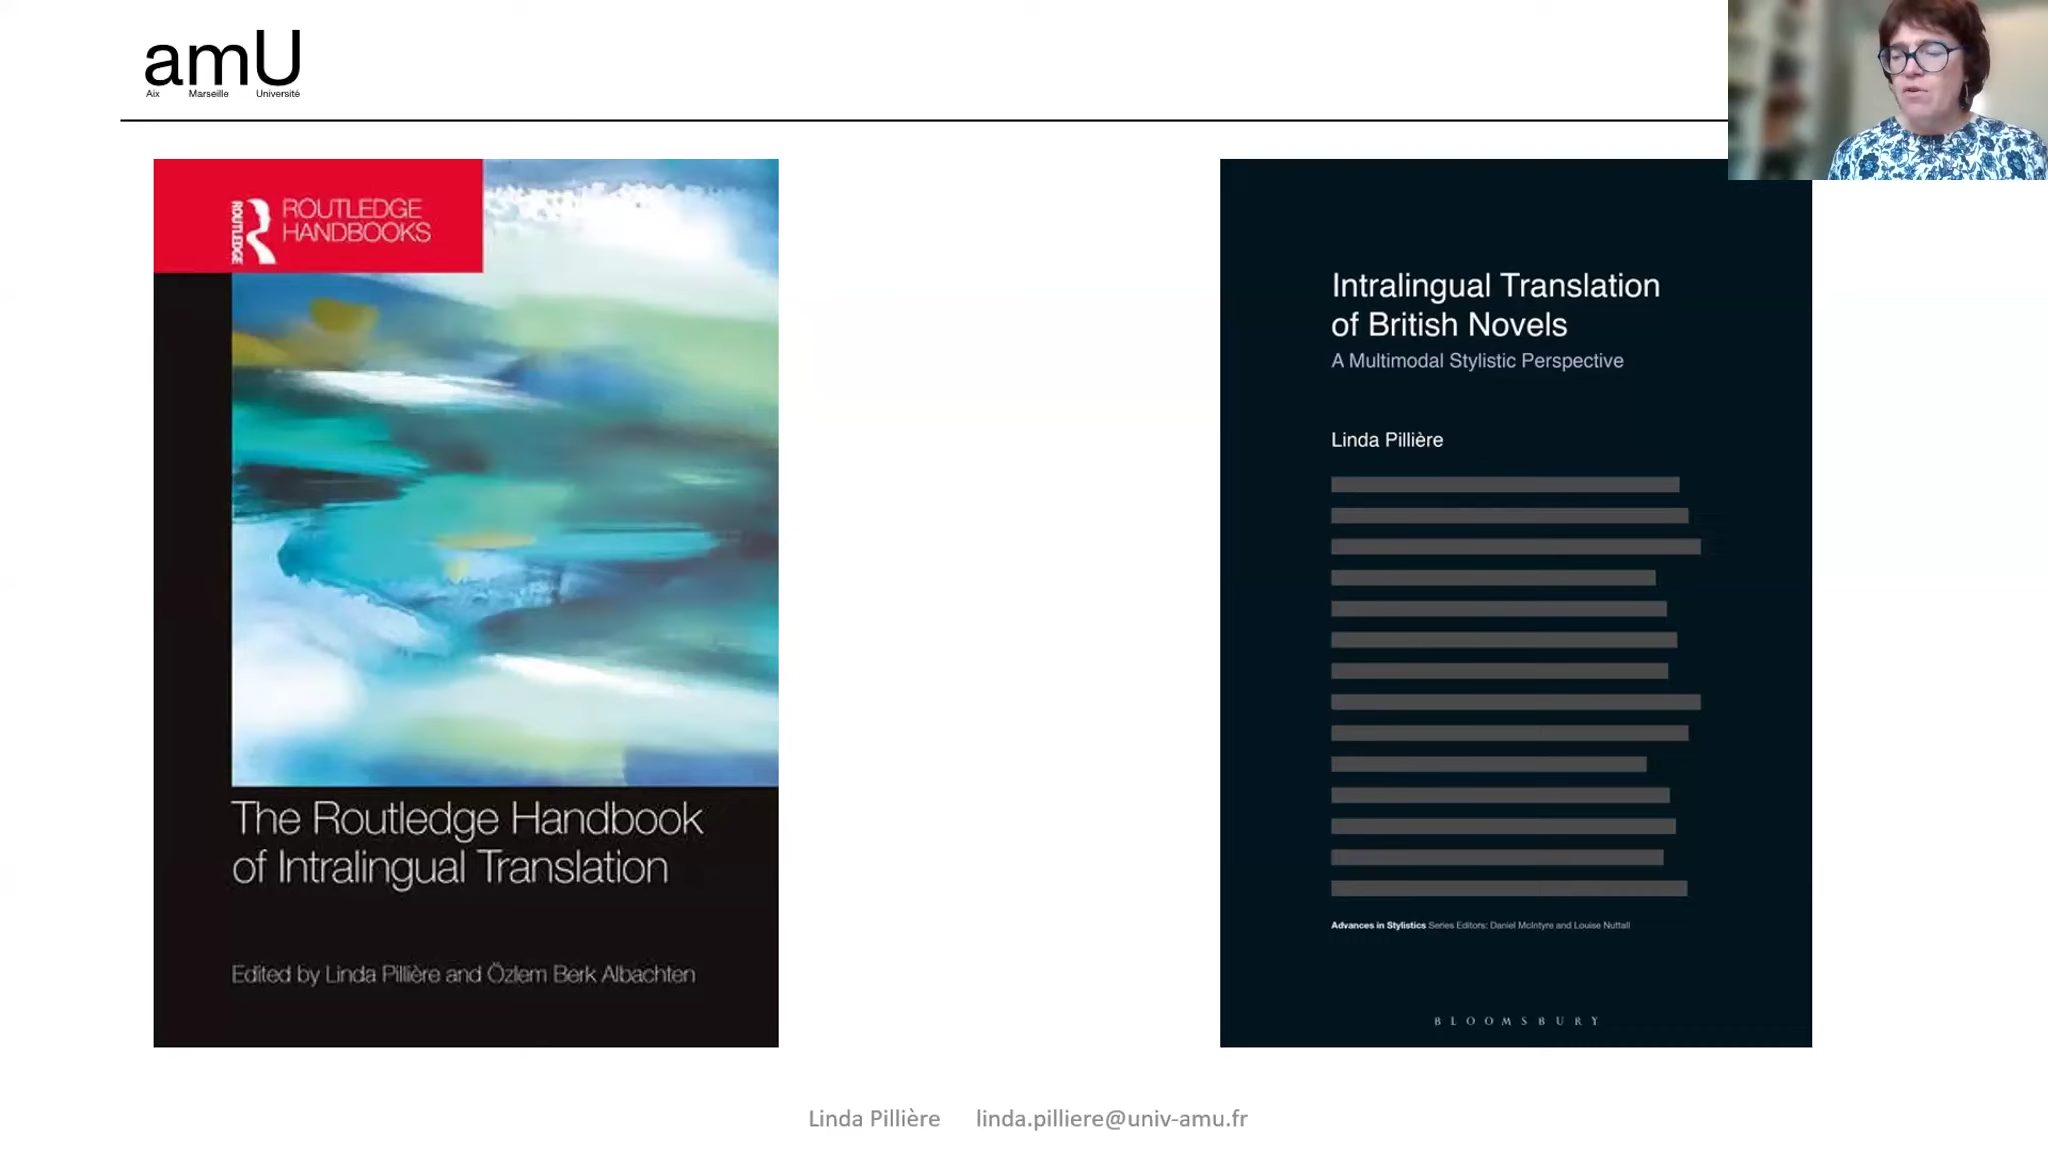 amU
Aix Marseille Université
ROUTLEDGE
ROUTLEDGE
HANDBOOKS
The Routledge Handbook
of Intralingual Translation
Edited by Linda Pillière and Özlem Berk Albachten
Intralingual Translation
of British Novels
A Multimodal Stylistic Perspective
Linda Pillière
Advances in Stylistics Series Editors: Daniel McIntyre and Louise Nuttall
BLOOMSBURY
Linda Pillière linda.pilliere@univ-amu.fr